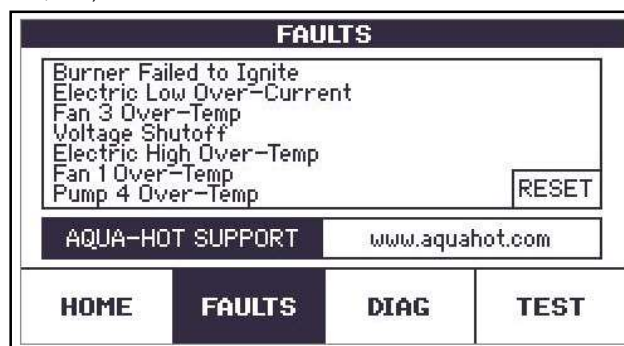 FAULTS
Burner Failed to Ignite
Electric Low Over-Current
Fan 3 Over-Temp
Voltage Shutoff
Electric High Over-Temp
Fan 1 Over-Temp
Pump 4 Over-Temp
RESET
AQUA-HOT SUPPORT www.aquahot.com
HOME FAULTS DIAG TEST